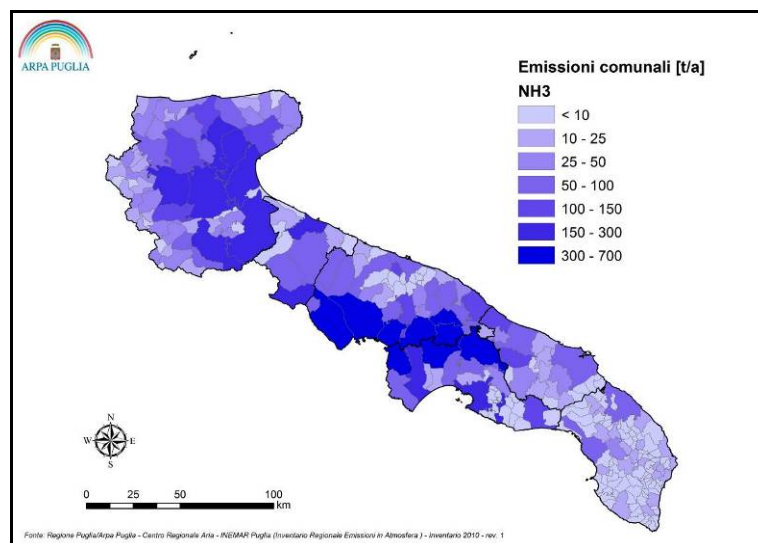 ARPA PUGLIA
Emissioni comunali [t/a]
NH3
< 10
10 - 25
25 - 50
50 - 100
100 - 150
150 - 300
300 - 700
N
W E
S
0 25 50 100
km
Fonte: Regione Puglia/Arpa Puglia - Centro Regionale Aria - INEMAR Puglia (Inventario Regionale Emissioni in Atmosfera ) - Inventario 2010 - rev. 1